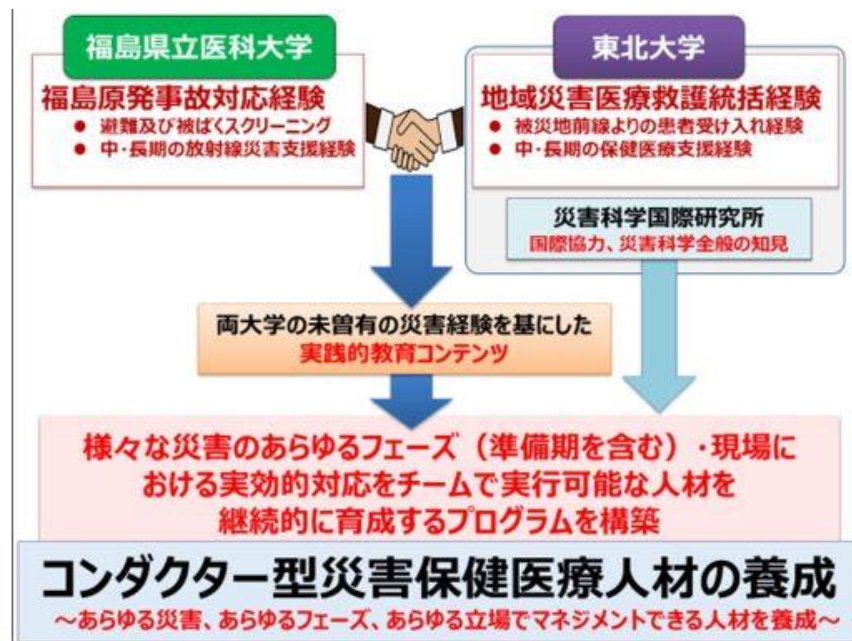 福島県立医科大学
福島原発事故対応経験
● 避難及び被ばくスクリーニング
● 中・長期の放射線災害支援経験
東北大学
地域災害医療救護統括経験
● 被災地前線よりの患者受け入れ経験
● 中・長期の保健医療支援経験
災害科学国際研究所
国際協力、災害科学全般の知見
両大学の未曽有の災害経験を基にした
実践的教育コンテンツ
様々な災害のあらゆるフェーズ（準備期を含む）・現場に
おける実効的対応をチームで実行可能な人材を
継続的に育成するプログラムを構築
コンダクター型災害保健医療人材の養成
～あらゆる災害、あらゆるフェーズ、あらゆる立場でマネジメントできる人材を養成～